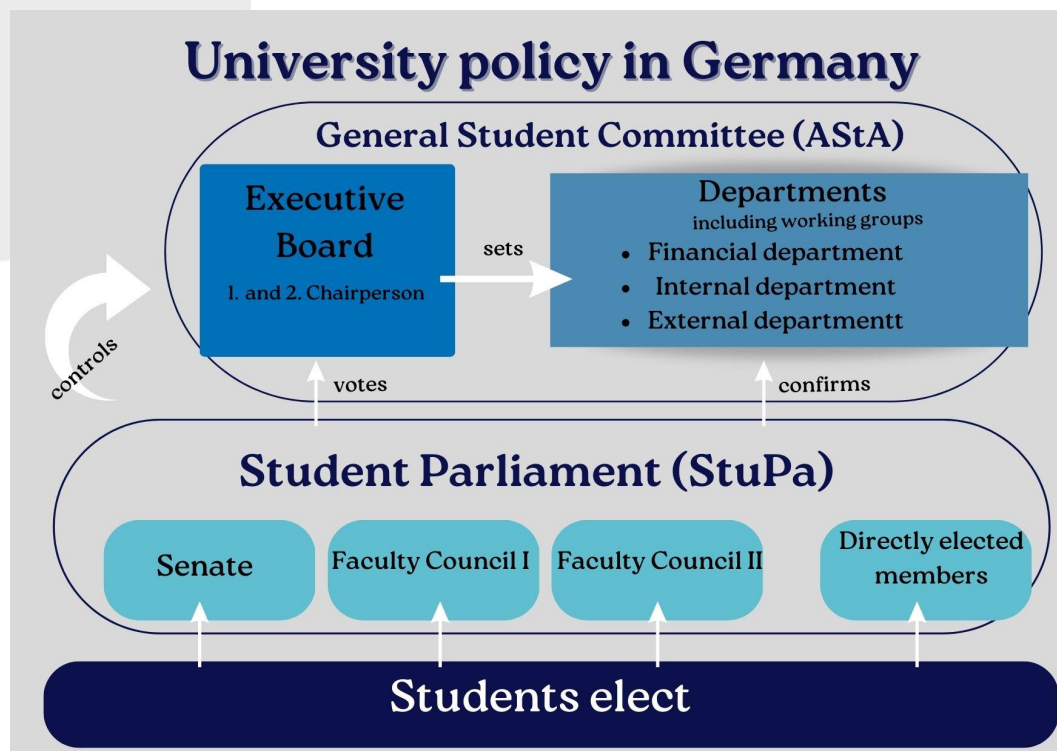 University policy in Germany
General Student Committee (AStA)
Executive
Board
1. and 2. Chairperson
sets
Departments
including working groups
• Financial department
• Internal department
• External departmentt
controls
votes
confirms
Student Parliament (StuPa)
Senate
Faculty Council I
Faculty Council II
Directly elected
members
Students elect